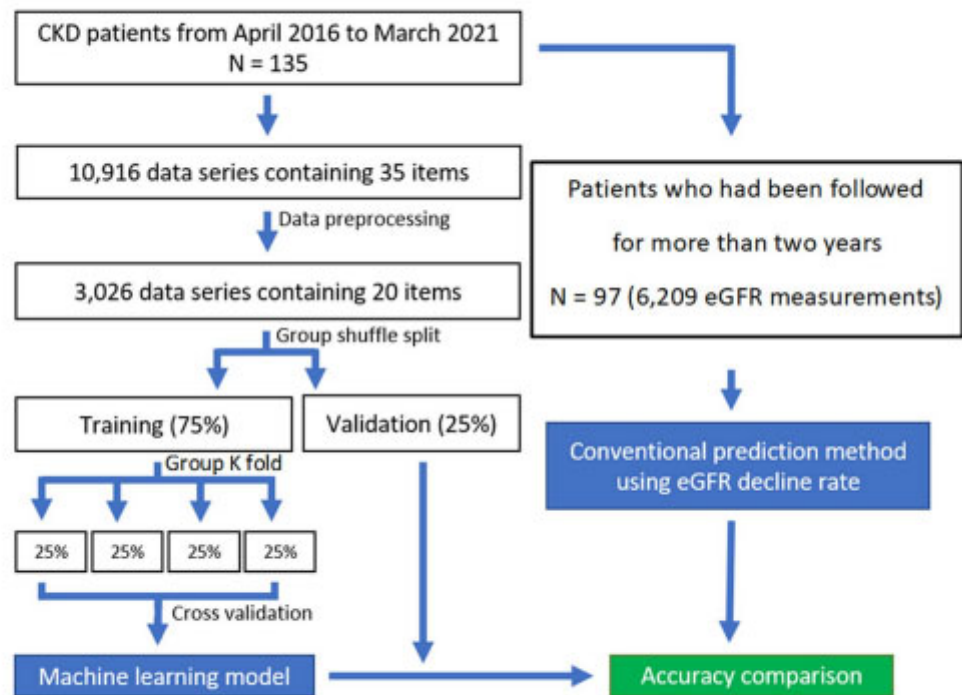 CKD patients from April 2016 to March 2021
N = 135
10,916 data series containing 35 items
Data preprocessing
3,026 data series containing 20 items
Group shuffle split
Training (75%)
Validation (25%)
Group K fold
25%
25%
25%
25%
Cross validation
Machine learning model
Patients who had been followed
for more than two years
N = 97 (6,209 eGFR measurements)
Conventional prediction method
using eGFR decline rate
Accuracy comparison